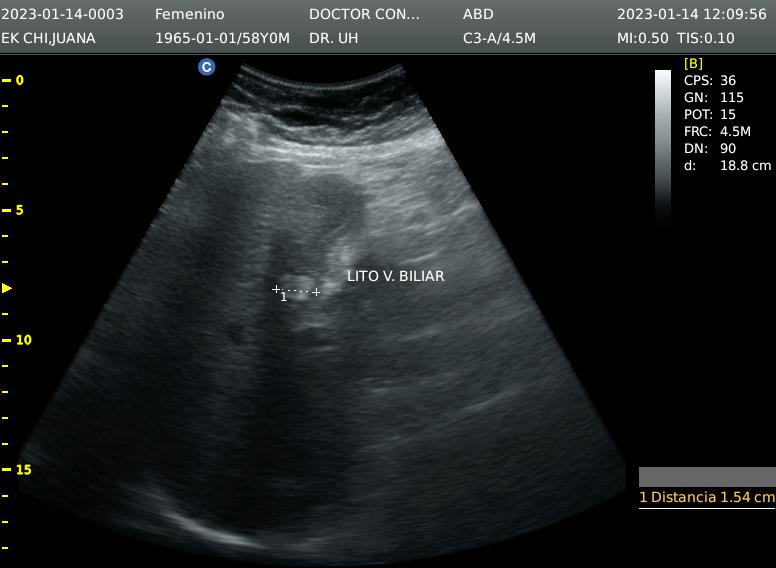 2023-01-14-0003 Femenino DOCTOR CON... ABD 2023-01-14 12:09:56
EK CHI,JUANA 1965-01-01/58Y0M DR. UH C3-A/4.5M MI:0.50 TIS:0.10
C
[B]
CPS: 36
GN: 115
POT: 15
FRC: 4.5M
DN: 90
d: 18.8 cm
0
5
LITO V. BILIAR
1
10
15
1 Distancia 1.54 cm